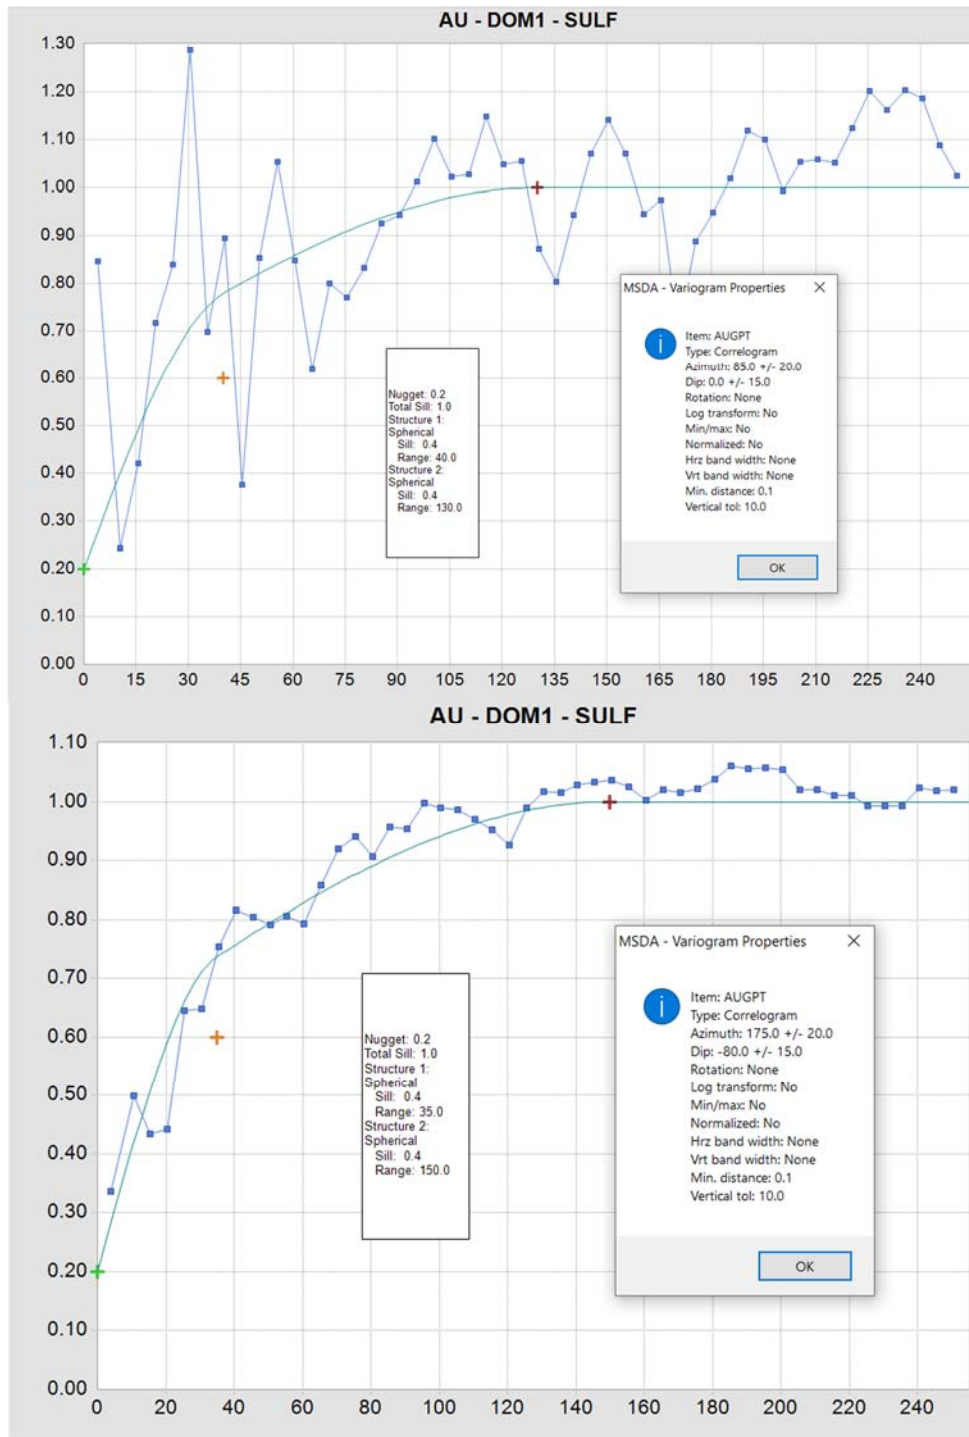 AU - DOM1 - SULF
1.30
1.20
1.10
1.00
0.90
0.80
0.70
0.60
0.50
0.40
0.30
0.20
0.10
0.00
0 15 30 45 60 75 90 105 120 135 150 165 180 195 210 225 240
Nugget: 0.2
Total Sill: 1.0
Structure 1:
Spherical
Sill: 0.4
Range: 40.0
Structure 2:
Spherical
Sill: 0.4
Range: 130.0
MSDA - Variogram Properties
Item: AUGPT
Type: Correlogram
Azimuth: 85.0 +/- 20.0
Dip: 0.0 +/- 15.0
Rotation: None
Log transform: No
Min/max: No
Normalized: No
Hrz band width: None
Vrt band width: None
Min. distance: 0.1
Vertical tol: 10.0
OK
AU - DOM1 - SULF
1.10
1.00
0.90
0.80
0.70
0.60
0.50
0.40
0.30
0.20
0.10
0.00
0 20 40 60 80 100 120 140 160 180 200 220 240
Nugget: 0.2
Total Sill: 1.0
Structure 1:
Spherical
Sill: 0.4
Range: 35.0
Structure 2:
Spherical
Sill: 0.4
Range: 150.0
MSDA - Variogram Properties
Item: AUGPT
Type: Correlogram
Azimuth: 175.0 +/- 20.0
Dip: -80.0 +/- 15.0
Rotation: None
Log transform: No
Min/max: No
Normalized: No
Hrz band width: None
Vrt band width: None
Min. distance: 0.1
Vertical tol: 10.0
OK